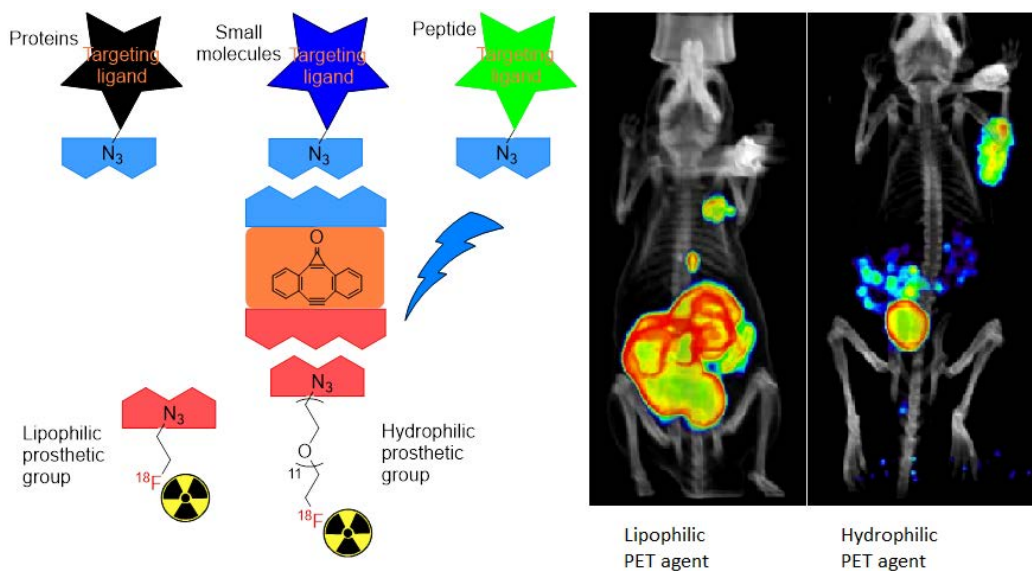 Proteins
Targeting
ligand
Small
molecules
Targeting
ligand
Peptide
Targeting
ligand
N3
N3
N3
O
N3
N3
Lipophilic
prosthetic
group
18F
O
11
18F
Hydrophilic
prosthetic
group
Lipophilic
PET agent
Hydrophilic
PET agent